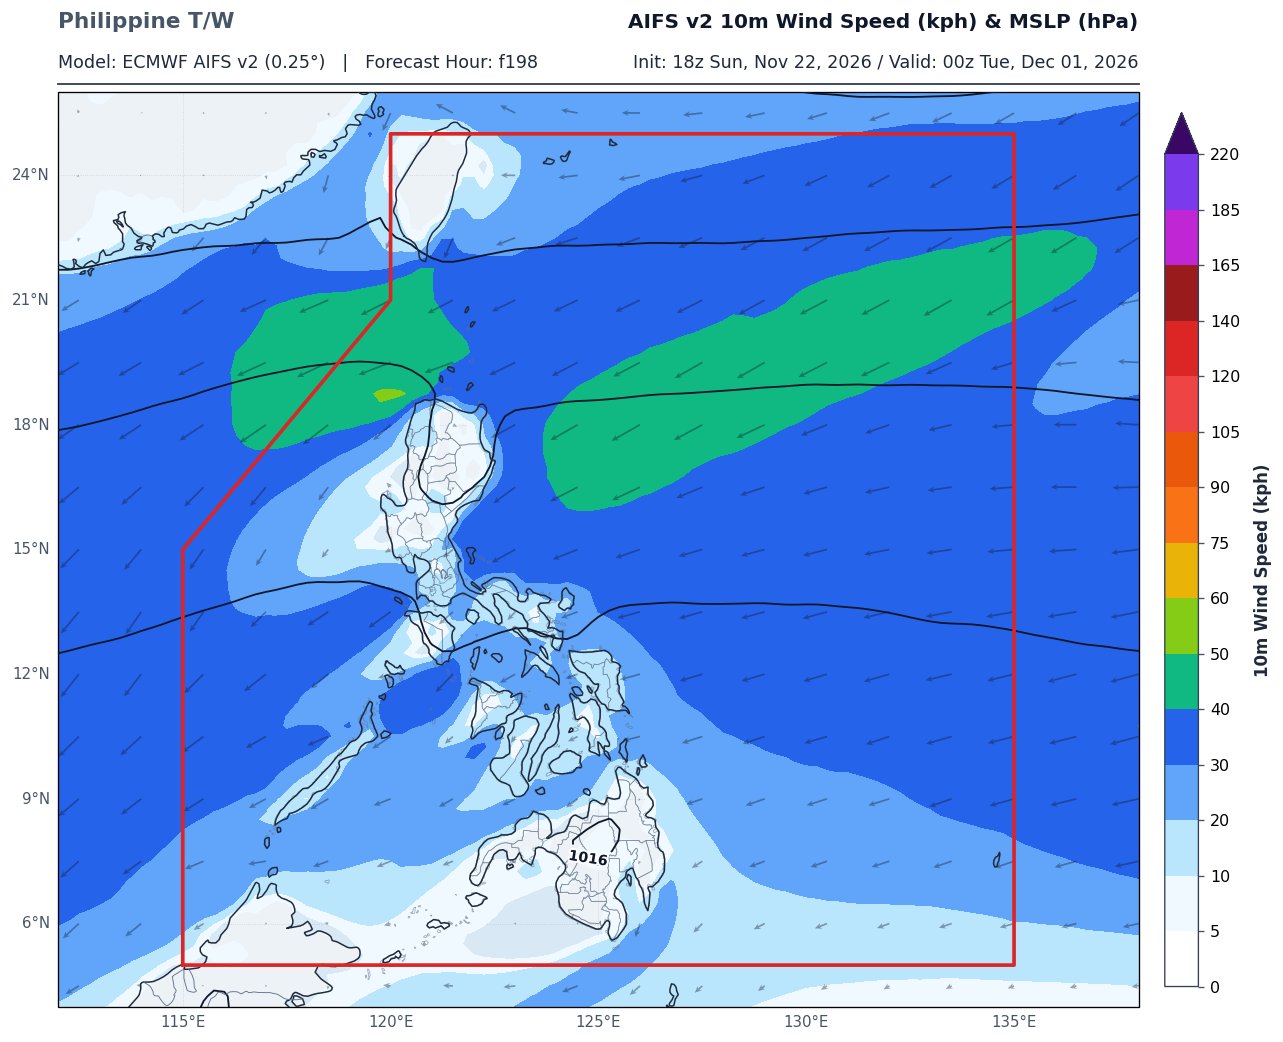 Philippine T/W
AIFS v2 10m Wind Speed (kph) & MSLP (hPa)
Model: ECMWF AIFS v2 (0.25°) | Forecast Hour: f198
Init: 18z Sun, Nov 22, 2026 / Valid: 00z Tue, Dec 01, 2026
24°N
21°N
18°N
15°N
12°N
9°N
6°N
1016
115°E
120°E
125°E
130°E
135°E
220
185
165
140
120
105
90
75
60
50
40
30
20
10
5
0
10m Wind Speed (kph)